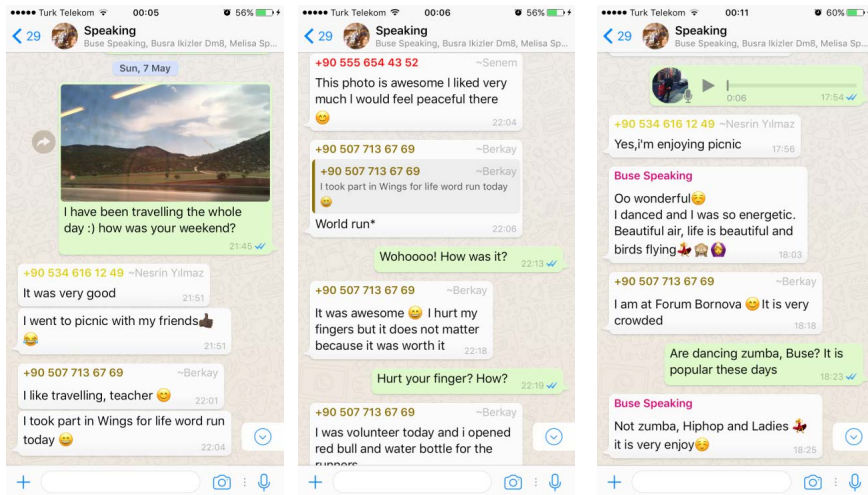 Turk Telekom 00:05 56%
29 Speaking
Buse Speaking, Busra Ikizler Dm8, Melisa Sp...
Sun, 7 May
I have been travelling the whole
day :) how was your weekend?
21:45
+90 534 616 12 49 ~Nesrin Yılmaz
It was very good
21:51
I went to picnic with my friends👍🏿
😂
21:51
+90 507 713 67 69 ~Berkay
I like travelling, teacher 😊
22:01
I took part in Wings for life word run
today 😄
22:04
Turk Telekom 00:06 56%
29 Speaking
Buse Speaking, Busra Ikizler Dm8, Melisa Sp...
+90 555 654 43 52 ~Senem
This photo is awesome I liked very
much I would feel peaceful there
😊
22:04
+90 507 713 67 69 ~Berkay
+90 507 713 67 69 ~Berkay
I took part in Wings for life word run today
😄
World run*
22:06
Wohoooo! How was it?
22:13
+90 507 713 67 69 ~Berkay
It was awesome 😄 I hurt my
fingers but it does not matter
because it was worth it
22:18
Hurt your finger? How?
22:19
+90 507 713 67 69 ~Berkay
I was volunteer today and i opened
red bull and water bottle for the
runners
Turk Telekom 00:11 60%
29 Speaking
Buse Speaking, Busra Ikizler Dm8, Melisa Sp...
0:06 17:54
+90 534 616 12 49 ~Nesrin Yılmaz
Yes,i'm enjoying picnic
17:56
Buse Speaking
Oo wonderful☺️
I danced and I was so energetic.
Beautiful air, life is beautiful and
birds flying💃🙈🙆
18:03
+90 507 713 67 69 ~Berkay
I am at Forum Bornova 😊 It is very
crowded
18:18
Are dancing zumba, Buse? It is
popular these days
18:23
Buse Speaking
Not zumba, Hiphop and Ladies 💃
it is very enjoy☺️
18:25